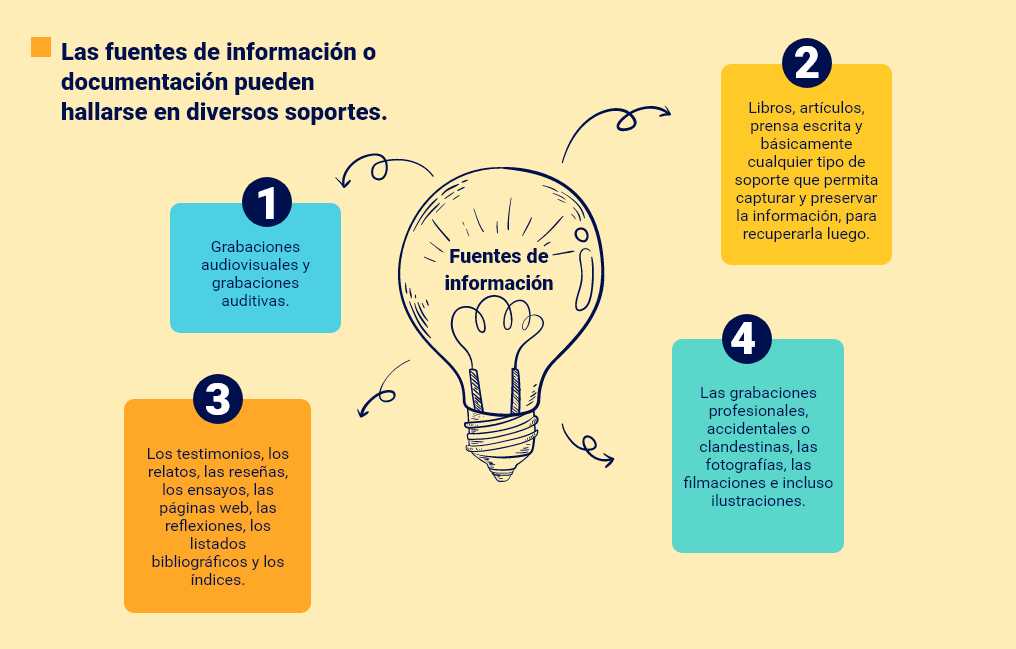 Las fuentes de información o
documentación pueden
hallarse en diversos soportes.
1
Grabaciones
audiovisuales y
grabaciones
auditivas.
2
Libros, artículos,
prensa escrita y
básicamente
cualquier tipo de
soporte que permita
capturar y preservar
la información, para
recuperarla luego.
Fuentes de
información
3
Los testimonios, los
relatos, las reseñas,
los ensayos, las
páginas web, las
reflexiones, los
listados
bibliográficos y los
índices.
4
Las grabaciones
profesionales,
accidentales o
clandestinas, las
fotografías, las
filmaciones e incluso
ilustraciones.